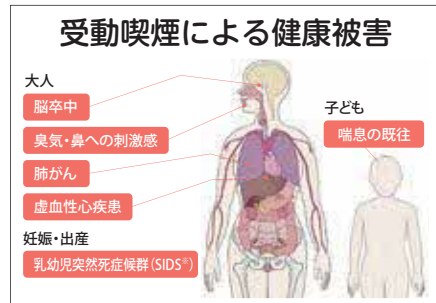 受動喫煙による健康被害
大人
脳卒中
臭気・鼻への刺激感
肺がん
虚血性心疾患
妊娠・出産
乳幼児突然死症候群(SIDS※)
子ども
喘息の既往